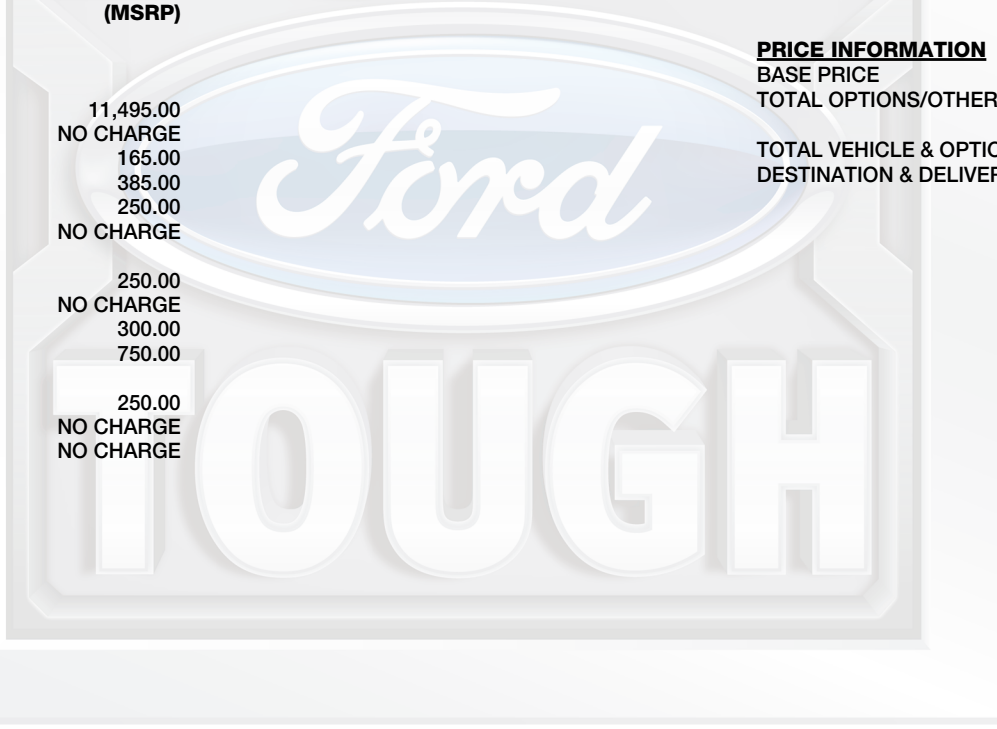 (MSRP)
11,495.00
NO CHARGE
165.00
385.00
250.00
NO CHARGE
250.00
NO CHARGE
300.00
750.00
250.00
NO CHARGE
NO CHARGE
PRICE INFORMATION
BASE PRICE
TOTAL OPTIONS/OTHER
TOTAL VEHICLE & OPTIO
DESTINATION & DELIVER
Ford
TOUGH